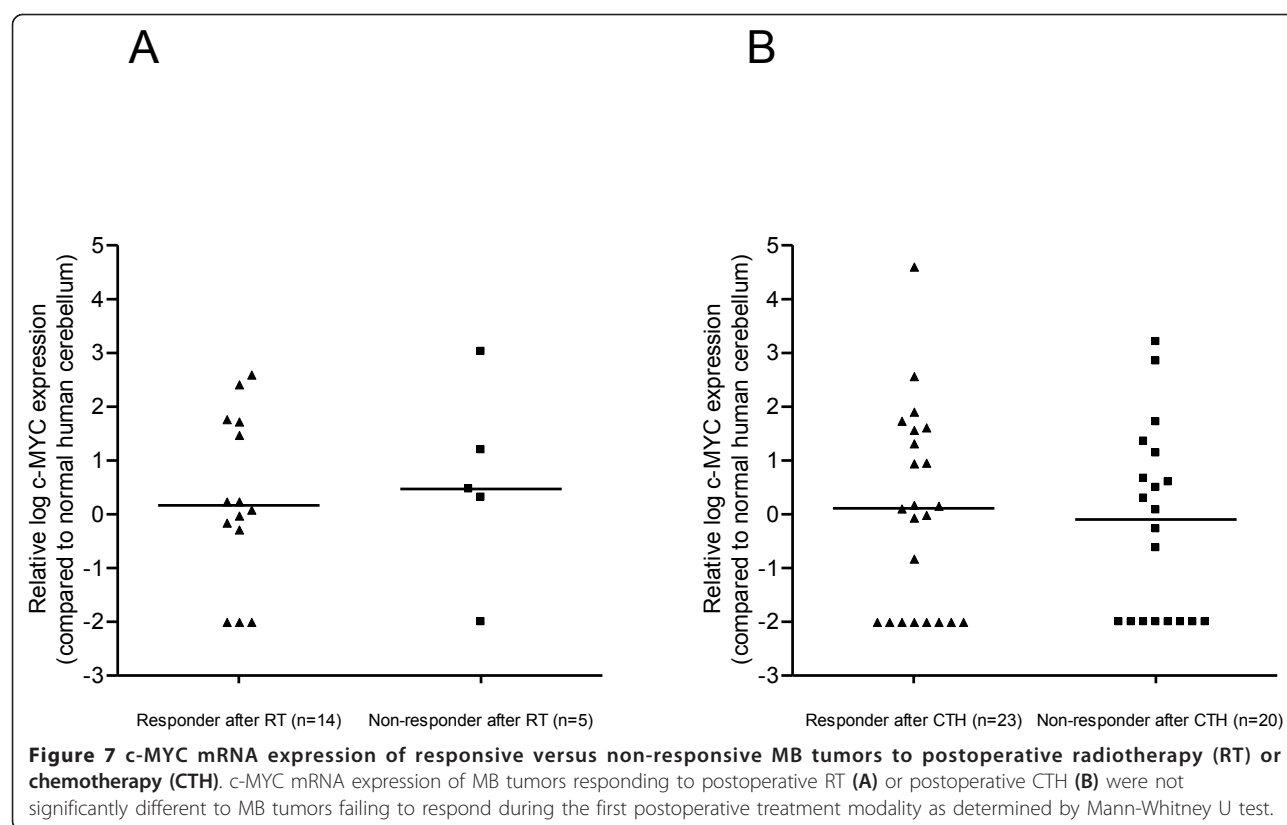 A
B
Relative log c-MYC expression
(compared to normal human cerebellum)
5
4
3
2
1
0
-1
-2
-3
Responder after RT (n=14)
Non-responder after RT (n=5)
Relative log c-MYC expression
(compared to normal human cerebellum)
5
4
3
2
1
0
-1
-2
-3
Responder after CTH (n=23)
Non-responder after CTH (n=20)
Figure 7 c-MYC mRNA expression of responsive versus non-responsive MB tumors to postoperative radiotherapy (RT) or
chemotherapy (CTH). c-MYC mRNA expression of MB tumors responding to postoperative RT (A) or postoperative CTH (B) were not
significantly different to MB tumors failing to respond during the first postoperative treatment modality as determined by Mann-Whitney U test.